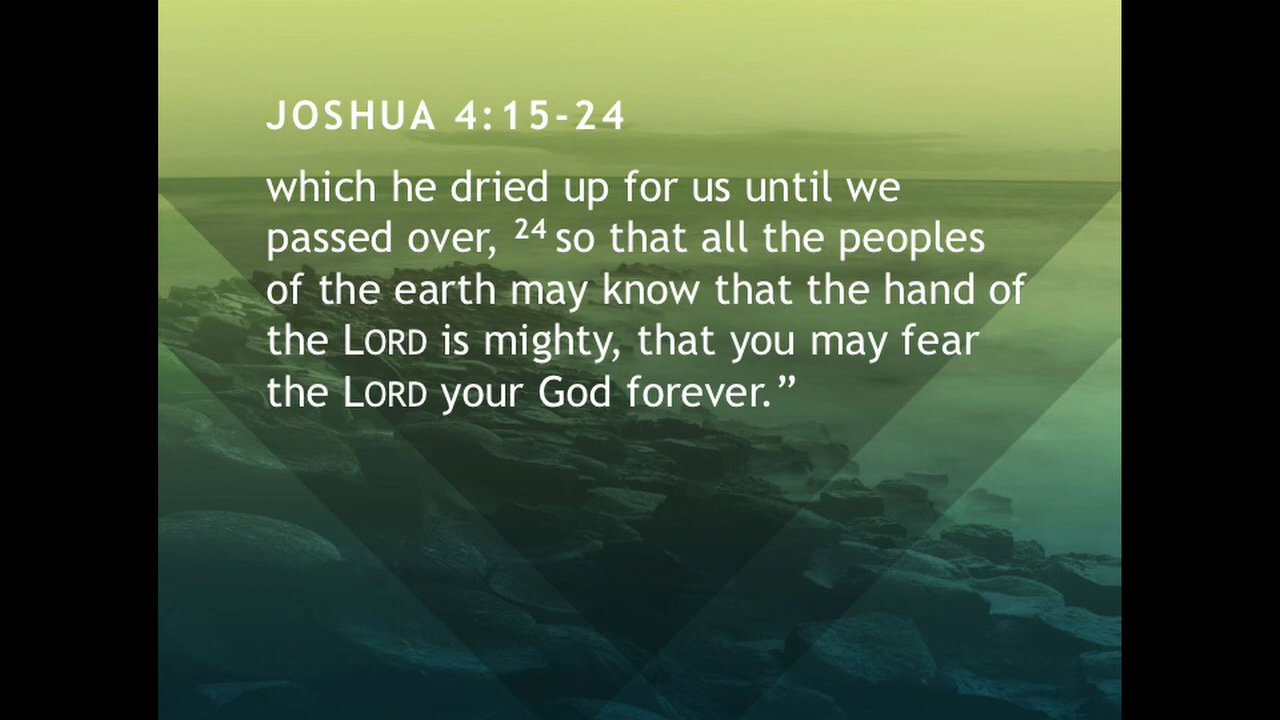 JOSHUA 4:15-24
which he dried up for us until we
passed over, ²⁴ so that all the peoples
of the earth may know that the hand of
the LORD is mighty, that you may fear
the LORD your God forever.”